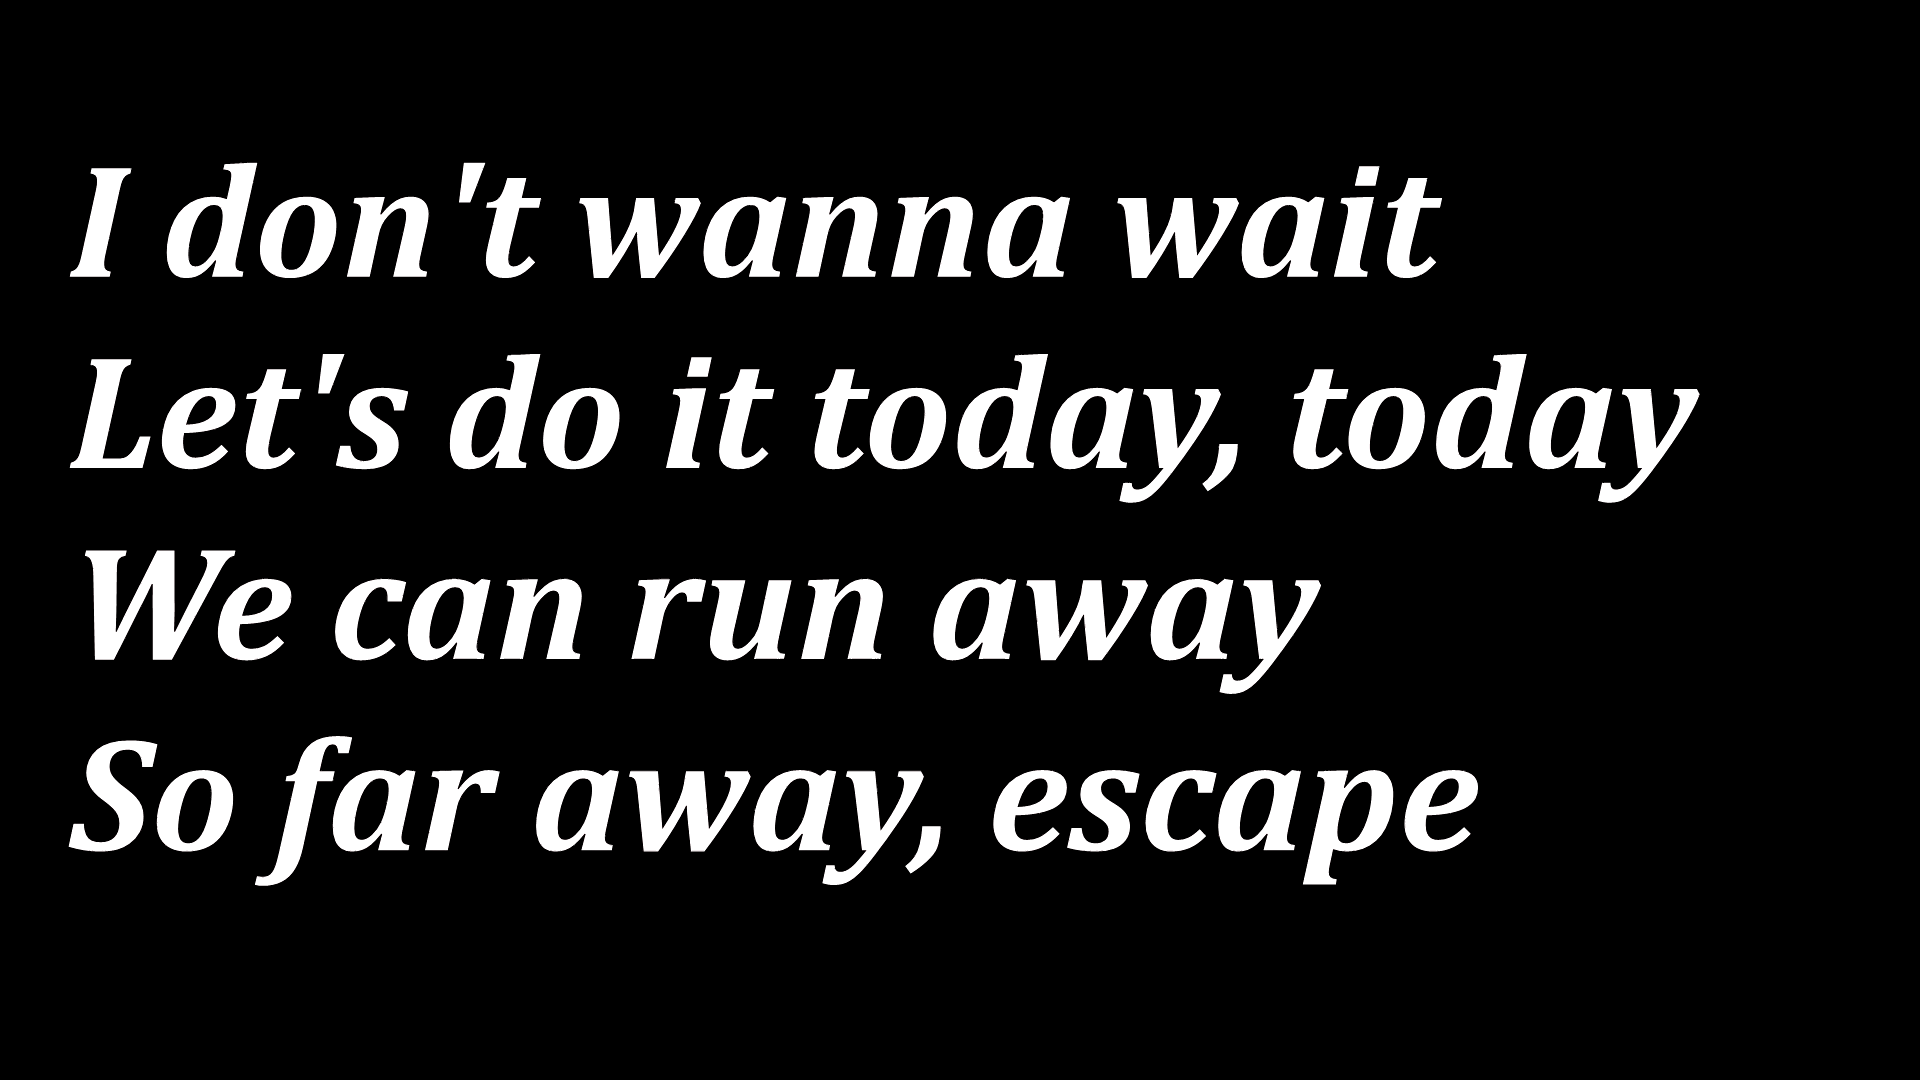 I don't wanna wait
Let's do it today, today
We can run away
So far away, escape